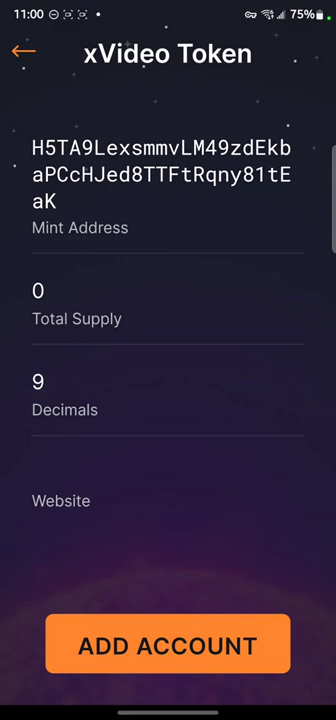 11:00 75%
xVideo Token
H5TA9LexsmmvLM49zdEkb
aPCcHJed8TTFtRqny81tE
aK
Mint Address
0
Total Supply
9
Decimals
Website
ADD ACCOUNT